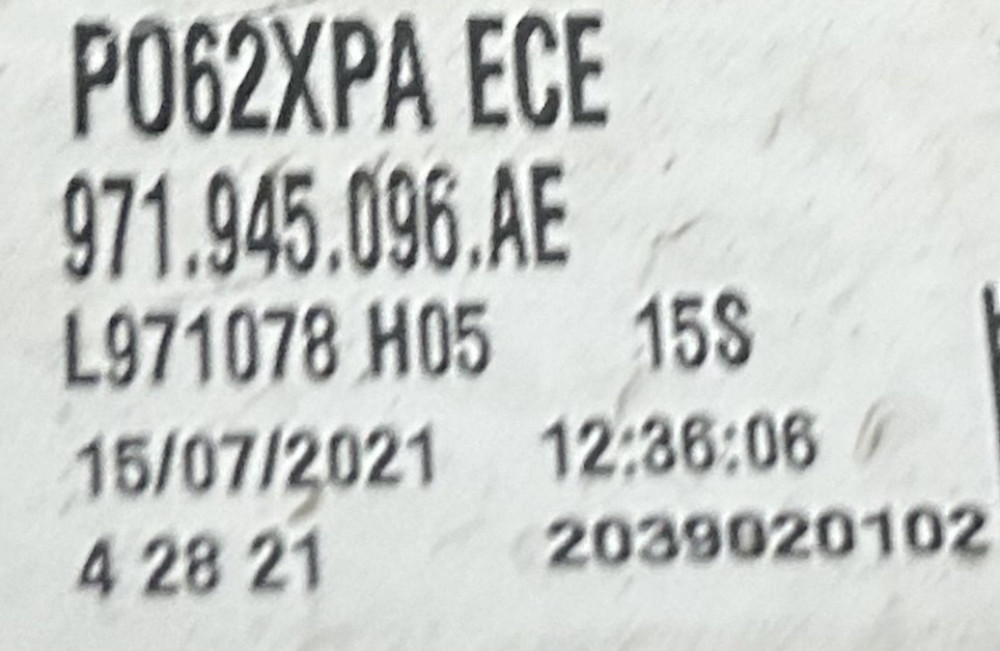 PO62XPA ECE
971.945.096.AE
L971078 H05 15S
15/07/2021 12:36:06
4 28 21 2039020102